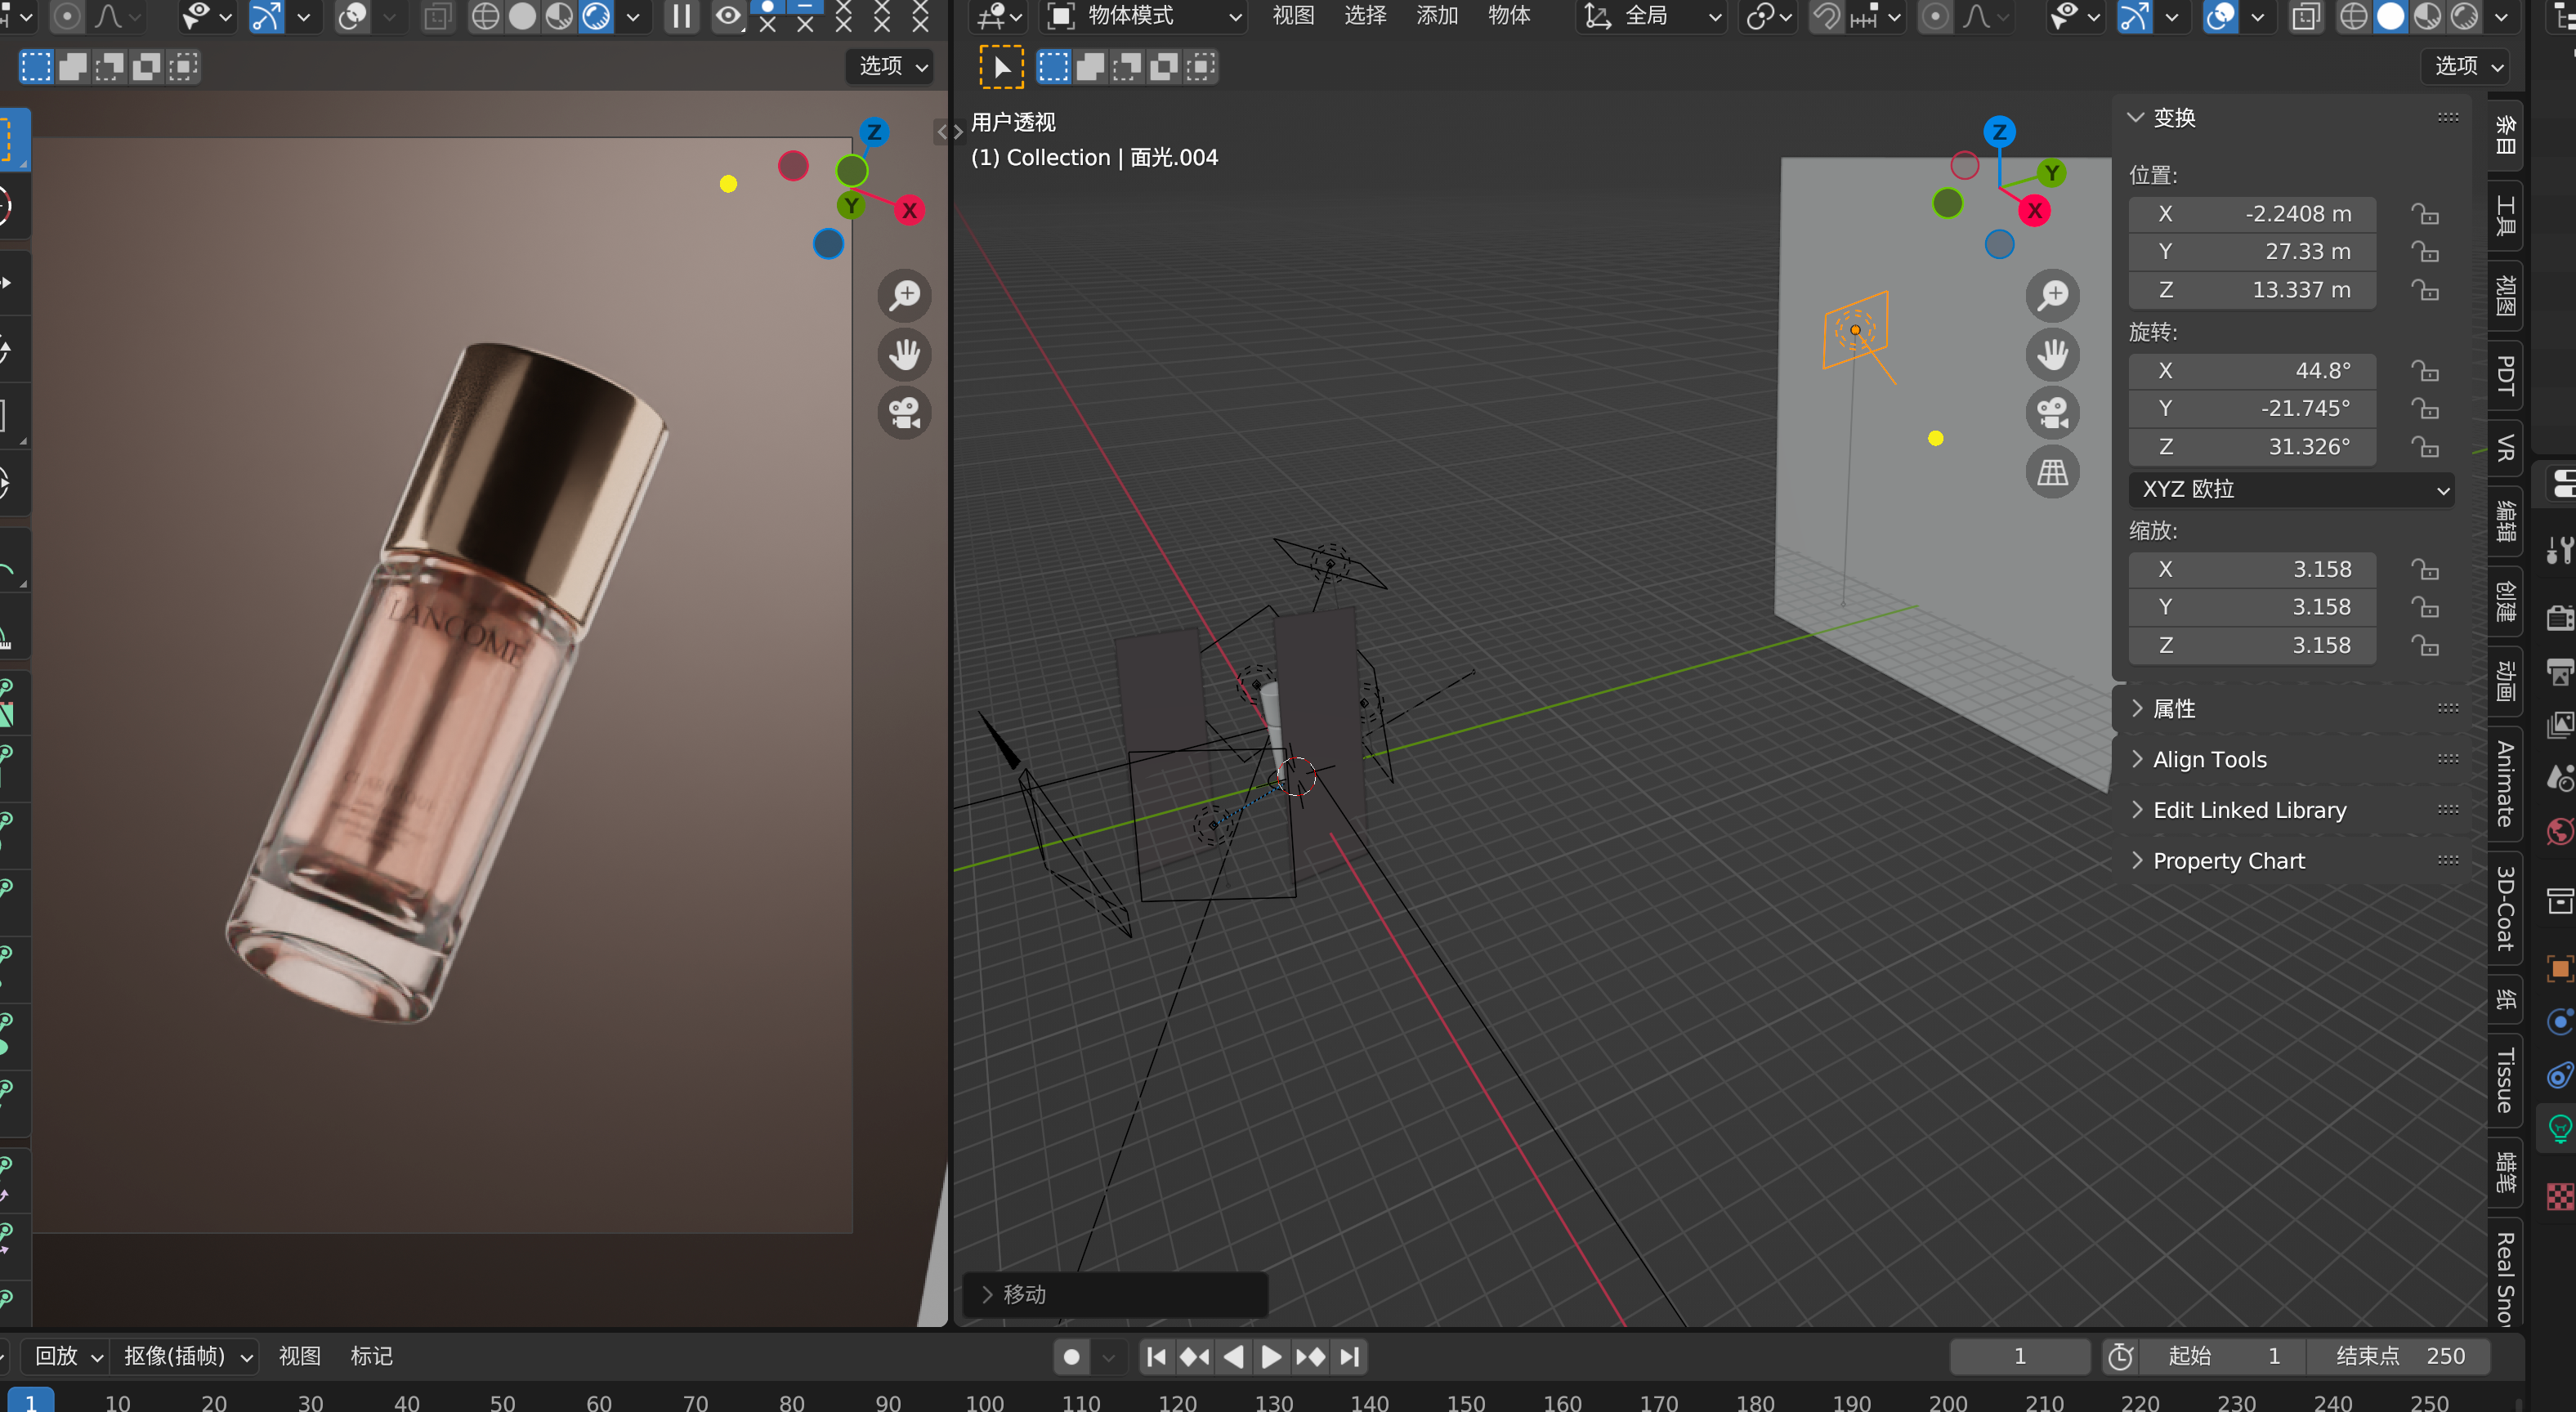 物体模式
视图
选择
添加
物体
全局
选项
选项
Z
Y
X
LANCOME
用户透视
(1) Collection | 面光.004
Z
Y
X
变换
位置:
X -2.2408 m
Y 27.33 m
Z 13.337 m
旋转:
X 44.8°
Y -21.745°
Z 31.326°
XYZ 欧拉
缩放:
X 3.158
Y 3.158
Z 3.158
属性
Align Tools
Edit Linked Library
Property Chart
条目
工具
视图
PDT
VR
编辑
创建
动画
Animate
3D-Coat
纸
Tissue
蜡笔
Real Sno
移动
回放
抠像(插帧)
视图
标记
1
起始 1
结束点 250
1 10 20 30 40 50 60 70 80 90 100 110 120 130 140 150 160 170 180 190 200 210 220 230 240 250